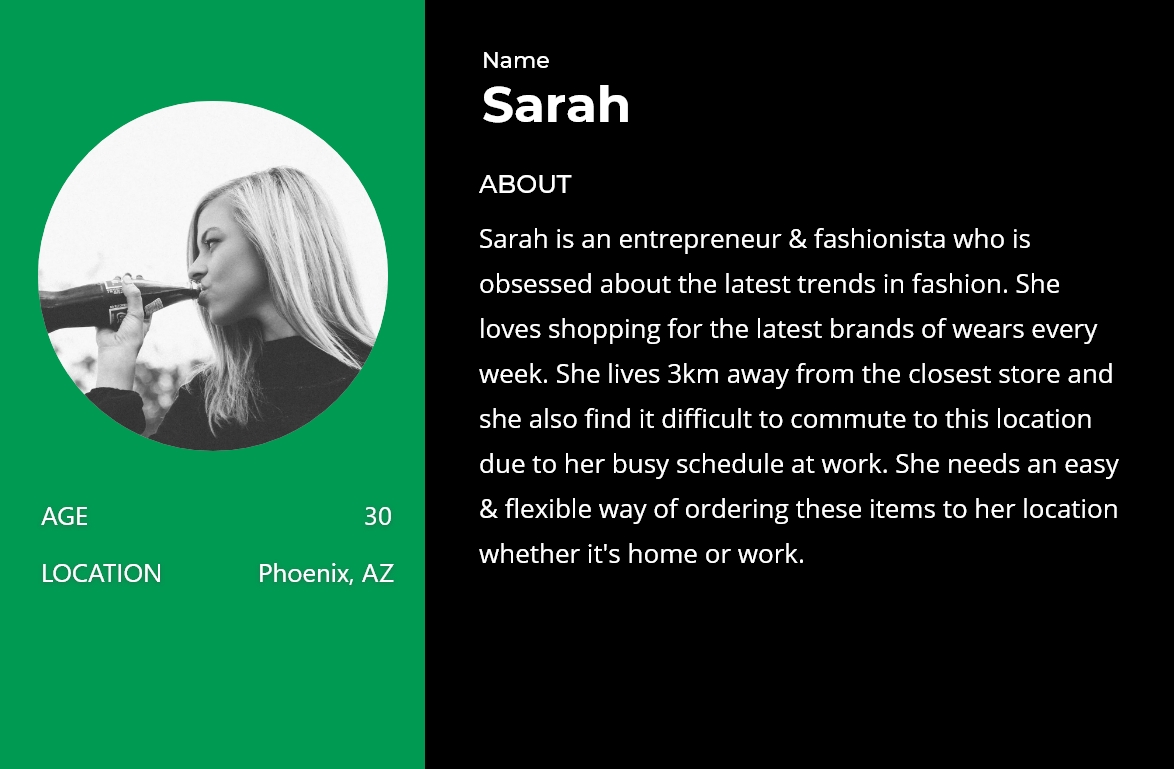 Name
Sarah
ABOUT
Sarah is an entrepreneur & fashionista who is
obsessed about the latest trends in fashion. She
loves shopping for the latest brands of wears every
week. She lives 3km away from the closest store and
she also find it difficult to commute to this location
due to her busy schedule at work. She needs an easy
& flexible way of ordering these items to her location
whether it's home or work.
AGE 30
LOCATION Phoenix, AZ